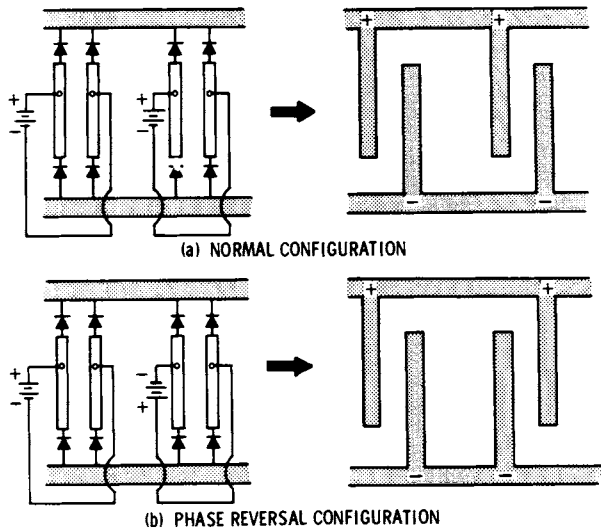 + +
+ - + -
- -
(a) NORMAL CONFIGURATION
+ +
+ - - +
- -
(b) PHASE REVERSAL CONFIGURATION